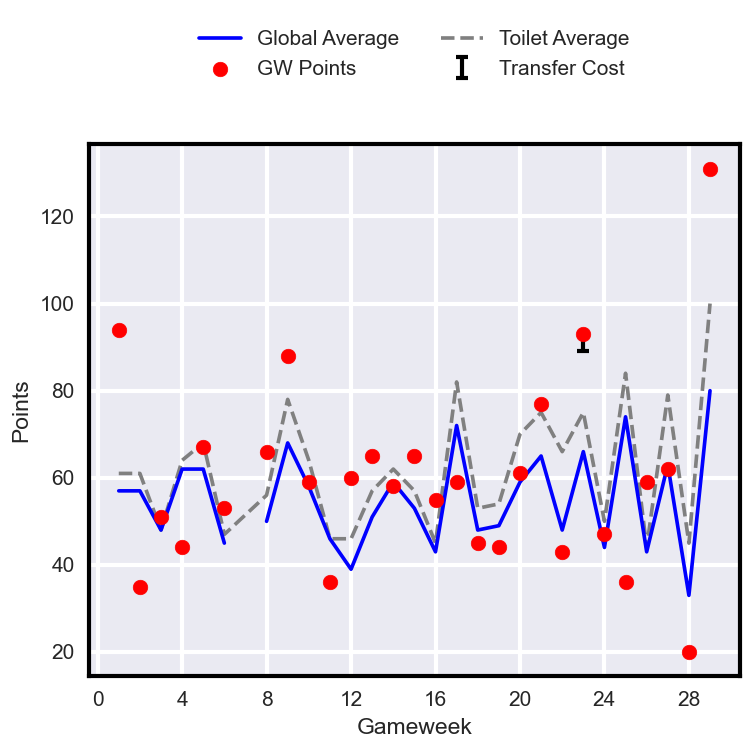 Global Average
Toilet Average
GW Points
Transfer Cost
120
100
80
60
40
20
Points
0 4 8 12 16 20 24 28
Gameweek